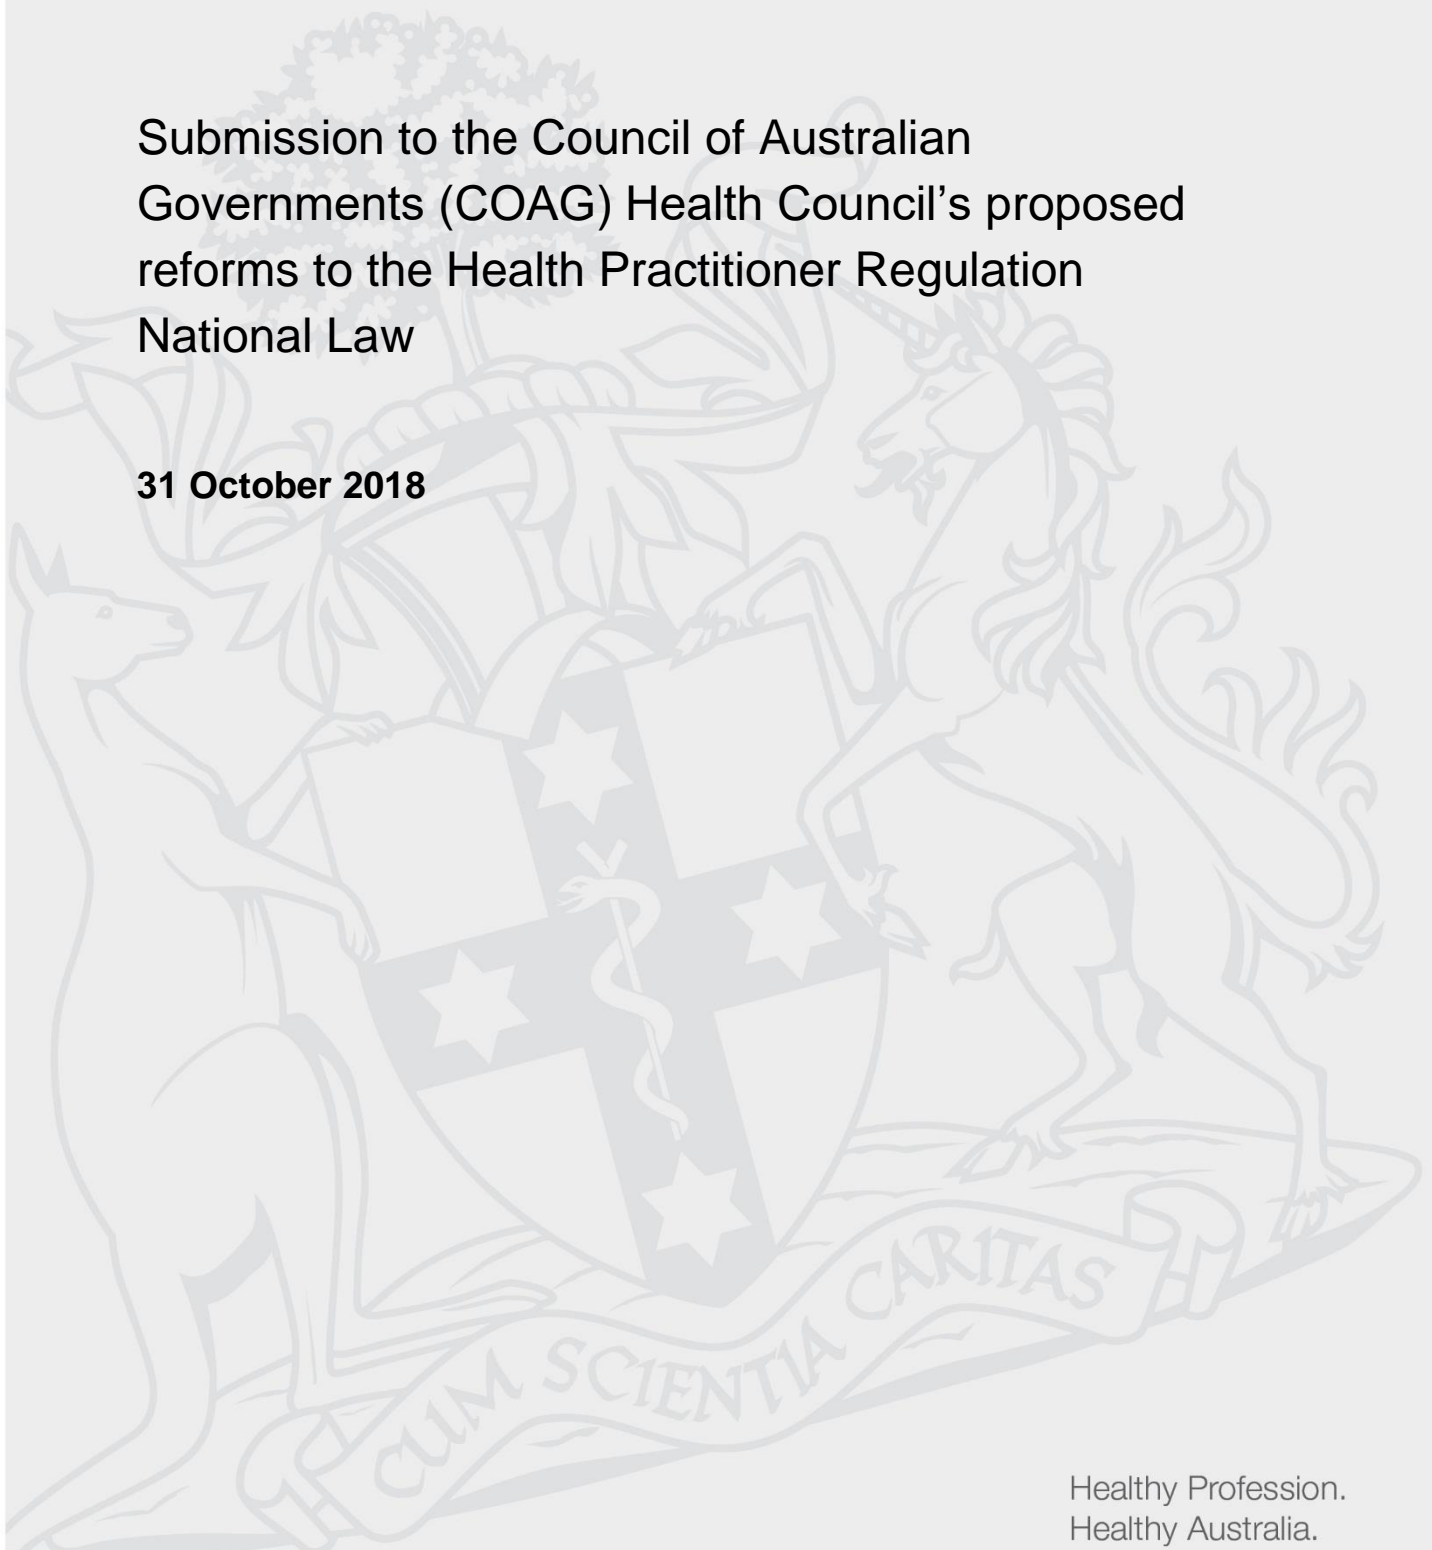 Submission to the Council of Australian
Governments (COAG) Health Council’s proposed
reforms to the Health Practitioner Regulation
National Law
31 October 2018
CUM SCIENTIA CARITAS
Healthy Profession.
Healthy Australia.